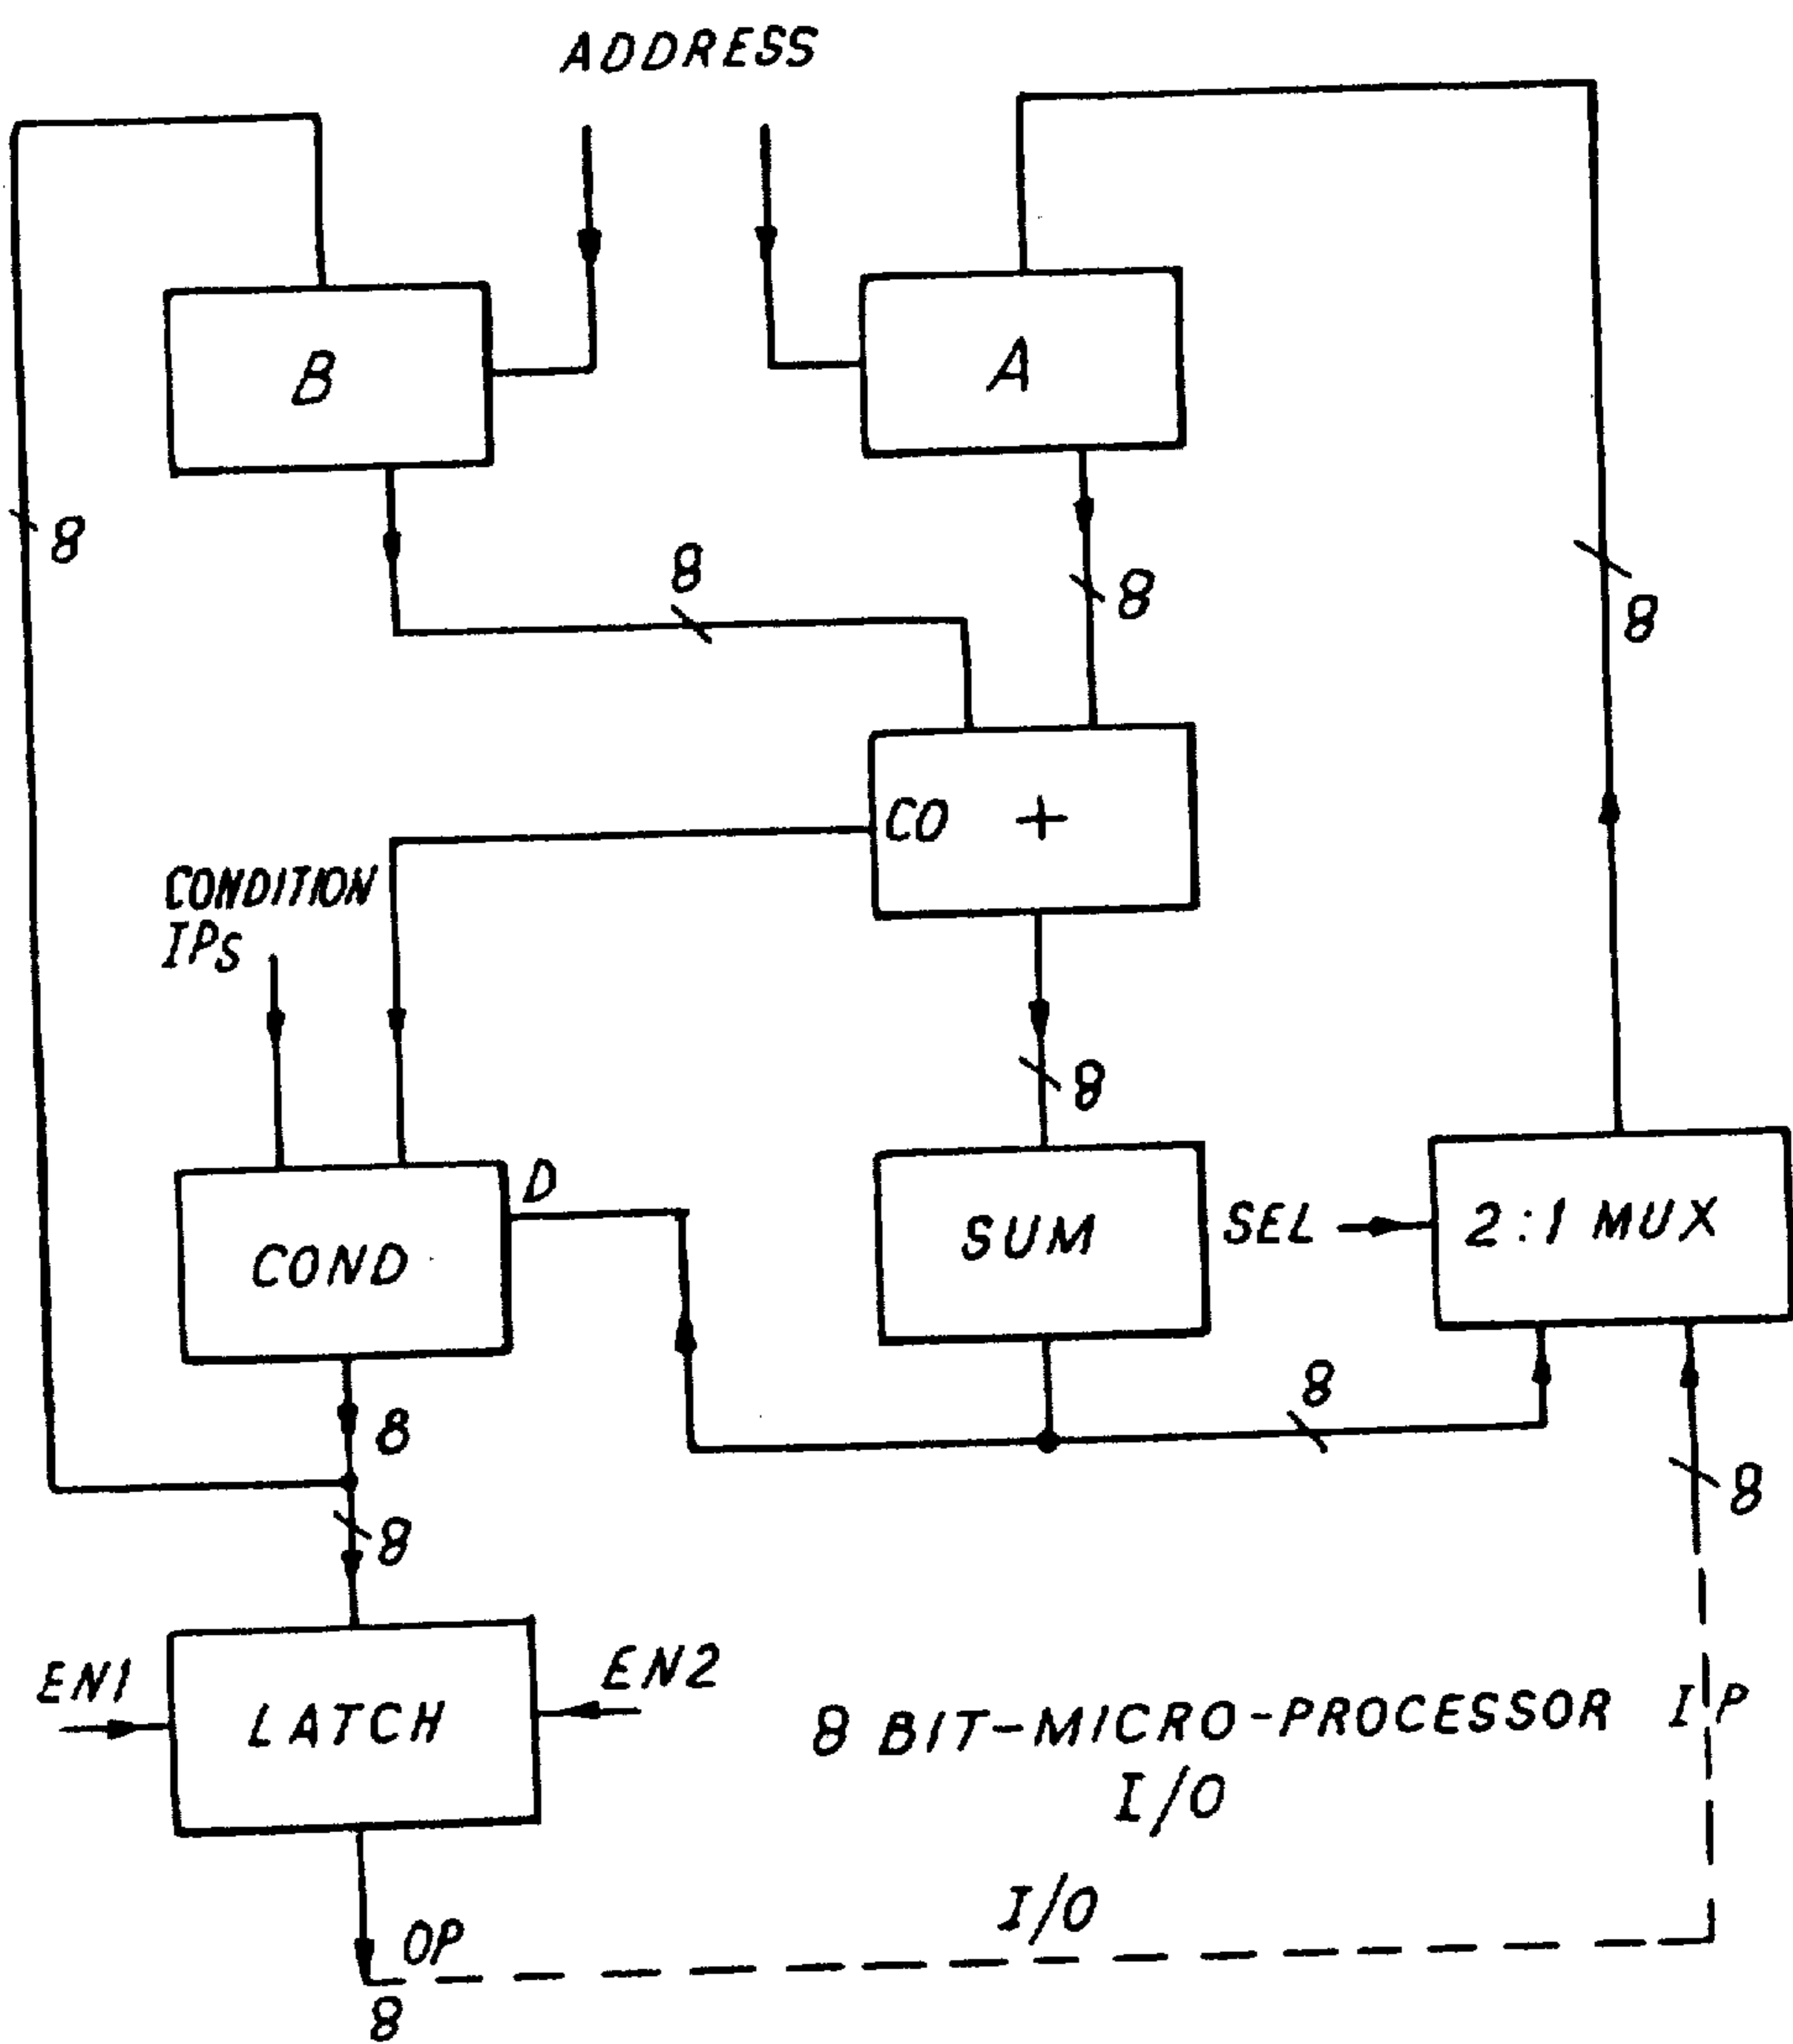 ADDRESS
B
A
8
8
8
8
CO +
CONDITION
IPS
8
D
COND
SUM
SEL
2:1 MUX
8
8
8
8
EN1
LATCH
EN2
8 BIT-MICRO-PROCESSOR
I/O
IP
I/O
OP
8